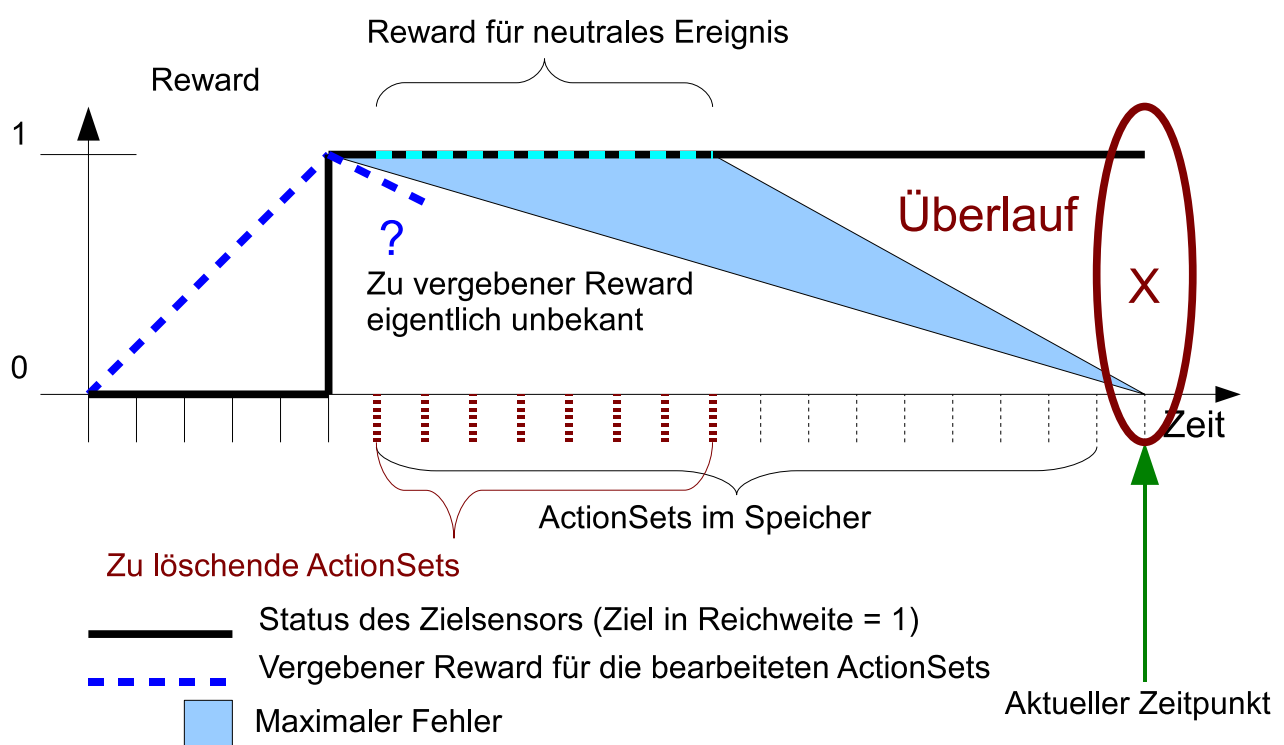 Reward für neutrales Ereignis
Reward
1
Überlauf
?
X
Zu vergebener Reward
eigentlich unbekant
0
Zeit
ActionSets im Speicher
Zu löschende ActionSets
Status des Zielsensors (Ziel in Reichweite = 1)
Vergebener Reward für die bearbeiteten ActionSets
Aktueller Zeitpunkt
Maximaler Fehler